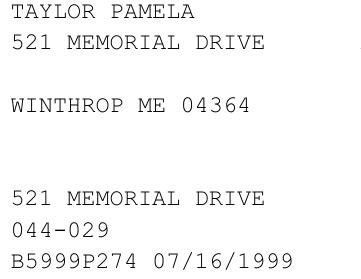 TAYLOR PAMELA
521 MEMORIAL DRIVE
WINTHROP ME 04364
521 MEMORIAL DRIVE
044-029
B5999P274 07/16/1999